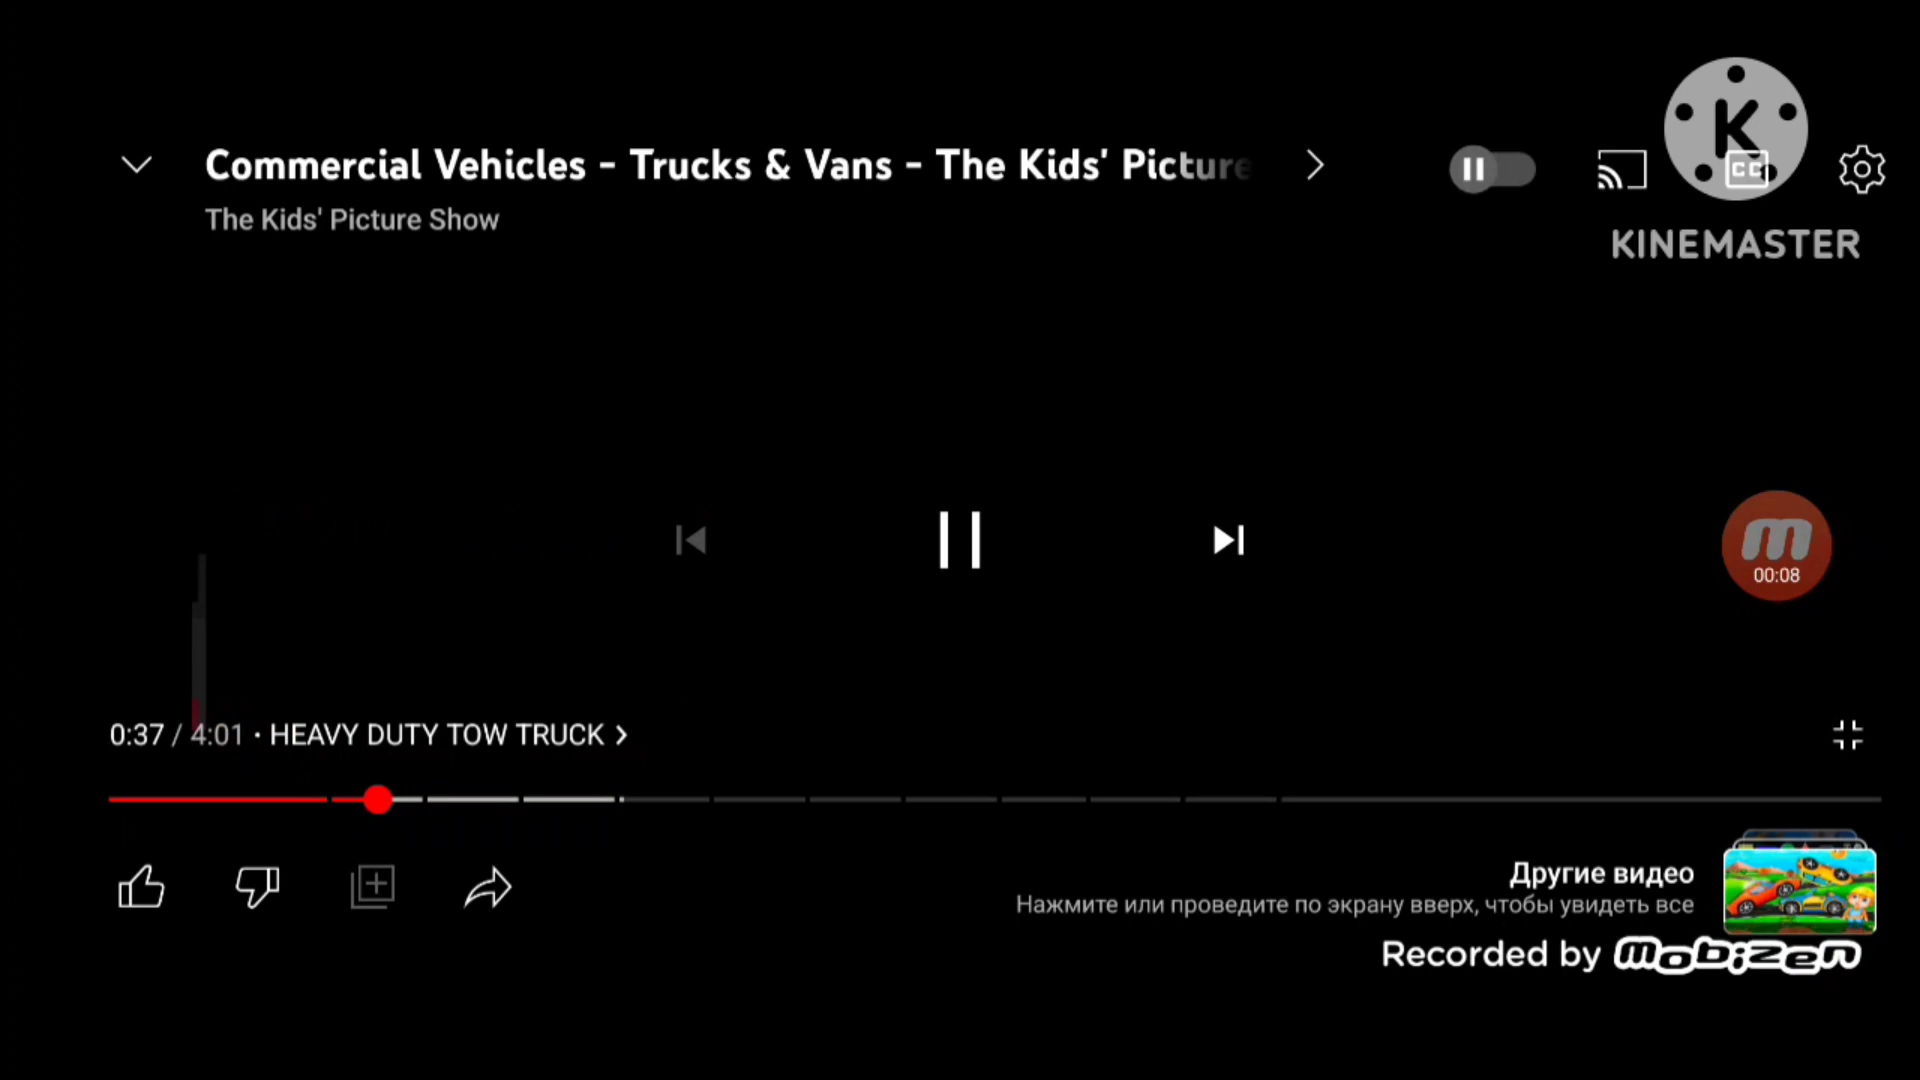 Commercial Vehicles - Trucks & Vans - The Kids' Picture
The Kids' Picture Show
K
CC
KINEMASTER
m
00:08
0:37 / 4:01 · HEAVY DUTY TOW TRUCK
Другие видео
Нажмите или проведите по экрану вверх, чтобы увидеть все
Recorded by mobizen